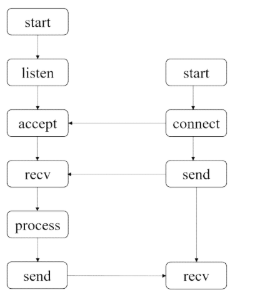 start
listen
start
accept
connect
recv
send
process
send
recv